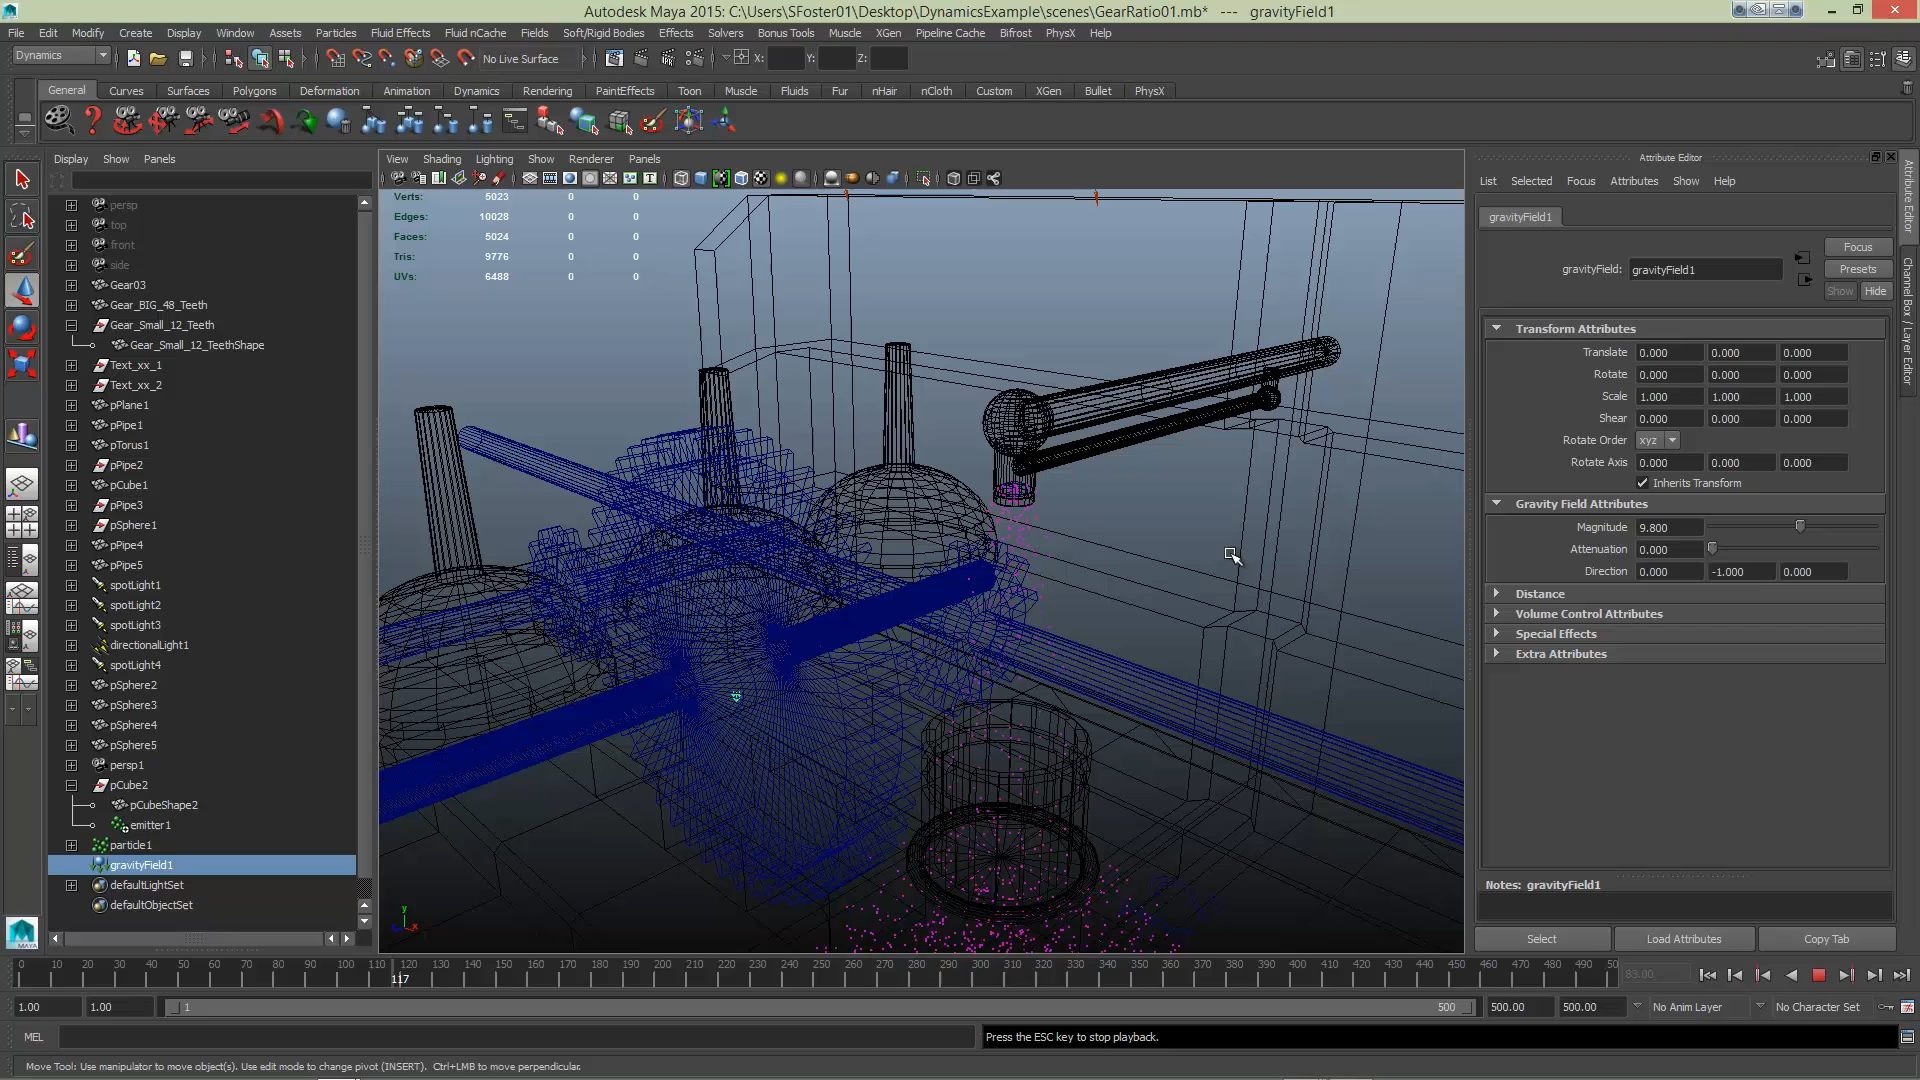 Autodesk Maya 2015: C:\Users\SFoster01\Desktop\DynamicsExample\scenes\GearRatio01.mb* --- gravityField1
File Edit Modify Create Display Window Assets Particles Fluid Effects Fluid nCache Fields Soft/Rigid Bodies Effects Solvers Bonus Tools Muscle XGen Pipeline Cache Bifrost PhysX Help
Dynamics No Live Surface X: Y: Z:
General Curves Surfaces Polygons Deformation Animation Dynamics Rendering PaintEffects Toon Muscle Fluids Fur nHair nCloth Custom XGen Bullet PhysX
Display Show Panels
persp
top
front
side
Gear03
Gear_BIG_48_Teeth
Gear_Small_12_Teeth
Gear_Small_12_TeethShape
Text_xx_1
Text_xx_2
pPlane1
pPipe1
pTorus1
pPipe2
pCube1
pPipe3
pSphere1
pPipe4
pPipe5
spotLight1
spotLight2
spotLight3
directionalLight1
spotLight4
pSphere2
pSphere3
pSphere4
pSphere5
persp1
pCube2
pCubeShape2
emitter1
particle1
gravityField1
defaultLightSet
defaultObjectSet
MAYA
View Shading Lighting Show Renderer Panels
Verts: 5023 0 0
Edges: 10028 0 0
Faces: 5024 0 0
Tris: 9776 0 0
UVs: 6488 0 0
y
x
Attribute Editor
List Selected Focus Attributes Show Help
gravityField1
gravityField: gravityField1
Focus
Presets
Show Hide
Transform Attributes
Translate 0.000 0.000 0.000
Rotate 0.000 0.000 0.000
Scale 1.000 1.000 1.000
Shear 0.000 0.000 0.000
Rotate Order xyz
Rotate Axis 0.000 0.000 0.000
Inherits Transform
Gravity Field Attributes
Magnitude 9.800
Attenuation 0.000
Direction 0.000 -1.000 0.000
Distance
Volume Control Attributes
Special Effects
Extra Attributes
Notes: gravityField1
Select Load Attributes Copy Tab
Attribute Editor
Channel Box / Layer Editor
0 10 20 30 40 50 60 70 80 90 100 110 120 130 140 150 160 170 180 190 200 210 220 230 240 250 260 270 280 290 300 310 320 330 340 350 360 370 380 390 400 410 420 430 440 450 460 470 480 490 50
117
83.00
1.00 1.00 1 500 500.00 500.00 No Anim Layer No Character Set
MEL Press the ESC key to stop playback.
Move Tool: Use manipulator to move object(s). Use edit mode to change pivot (INSERT). Ctrl+LMB to move perpendicular.